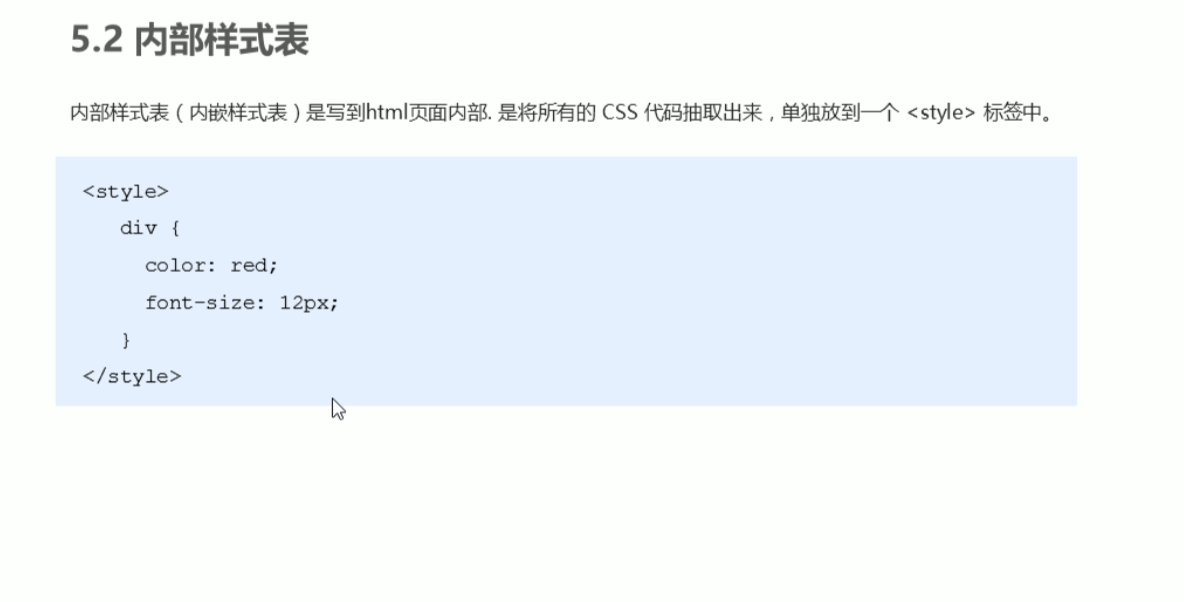 5.2 内部样式表
内部样式表（内嵌样式表）是写到html页面内部. 是将所有的 CSS 代码抽取出来，单独放到一个 <style> 标签中。
<style>
   div {
     color: red;
     font-size: 12px;
   }
</style>